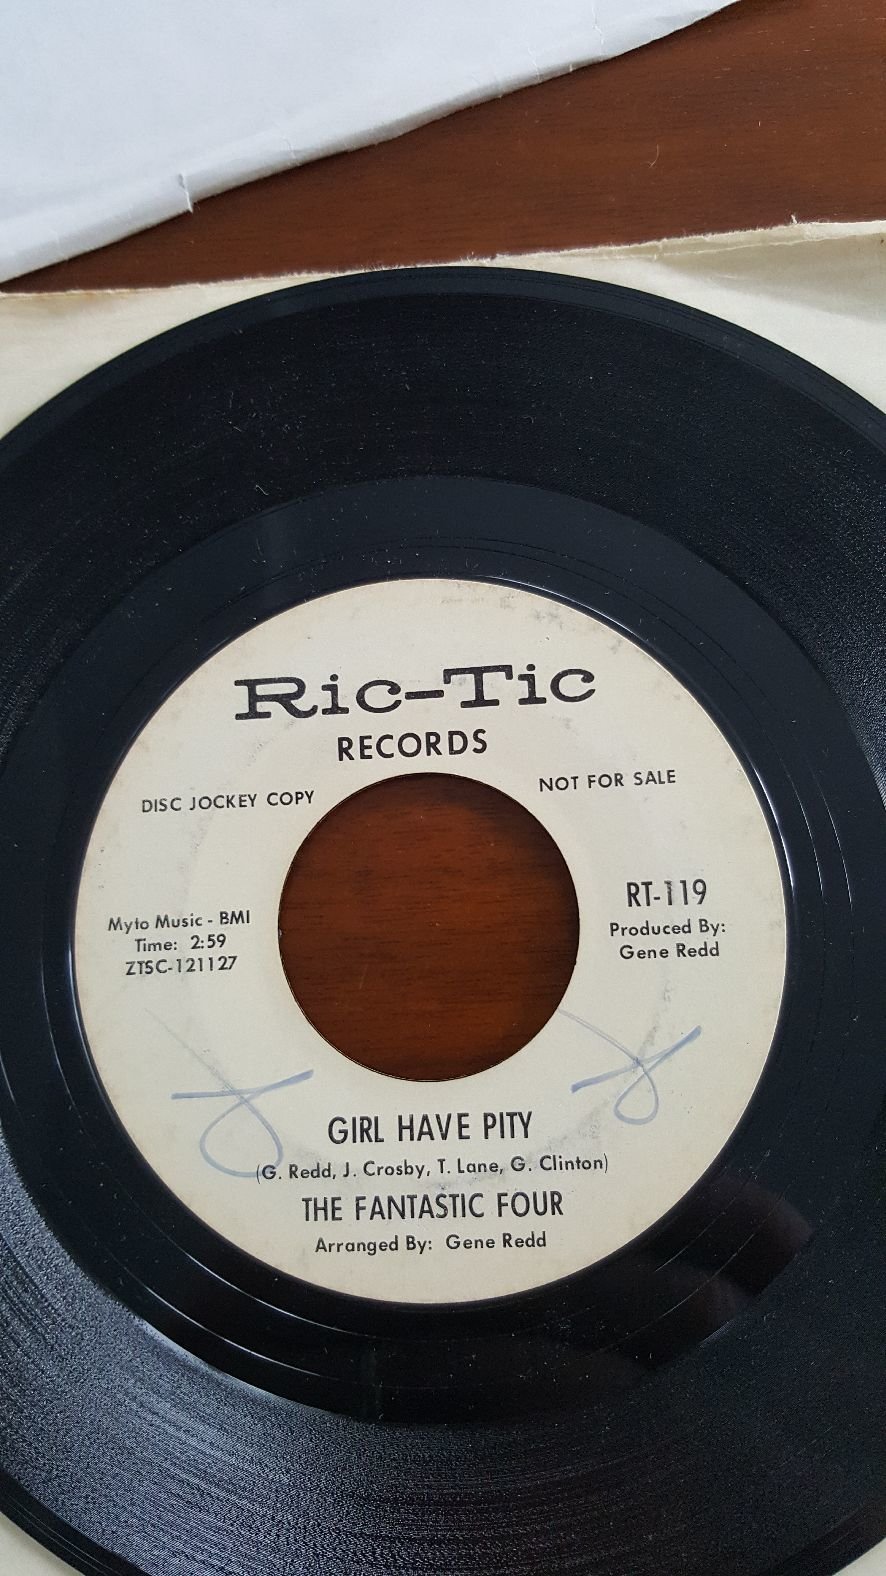 Ric-Tic
RECORDS
DISC JOCKEY COPY
NOT FOR SALE
Myto Music - BMI
Time: 2:59
ZTSC-121127
RT-119
Produced By:
Gene Redd
GIRL HAVE PITY
(G. Redd, J. Crosby, T. Lane, G. Clinton)
THE FANTASTIC FOUR
Arranged By: Gene Redd